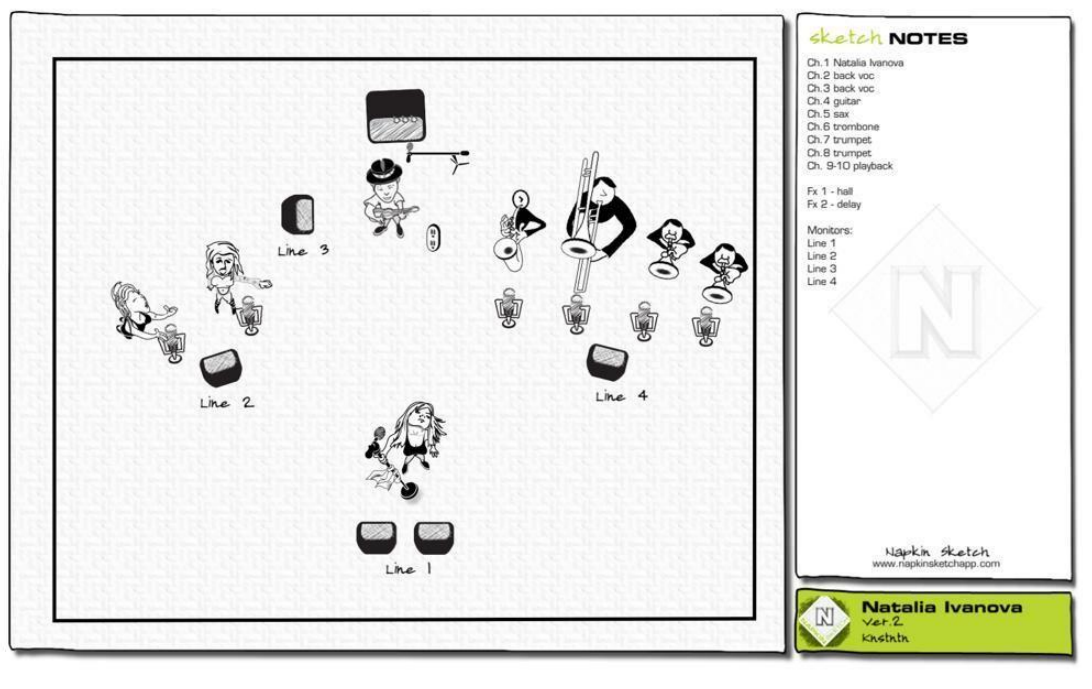 Line 3
Line 2
Line 4
Line 1
sketch NOTES
Ch.1 Natalia Ivanova
Ch.2 back voc
Ch.3 back voc
Ch.4 guitar
Ch.5 sax
Ch.6 trombone
Ch.7 trumpet
Ch.8 trumpet
Ch. 9-10 playback
Fx 1 - hall
Fx 2 - delay
Monitors:
Line 1
Line 2
Line 3
Line 4
N
Napkin Sketch
www.napkinsketchapp.com
N
Natalia Ivanova
Ver.2
Knstntn